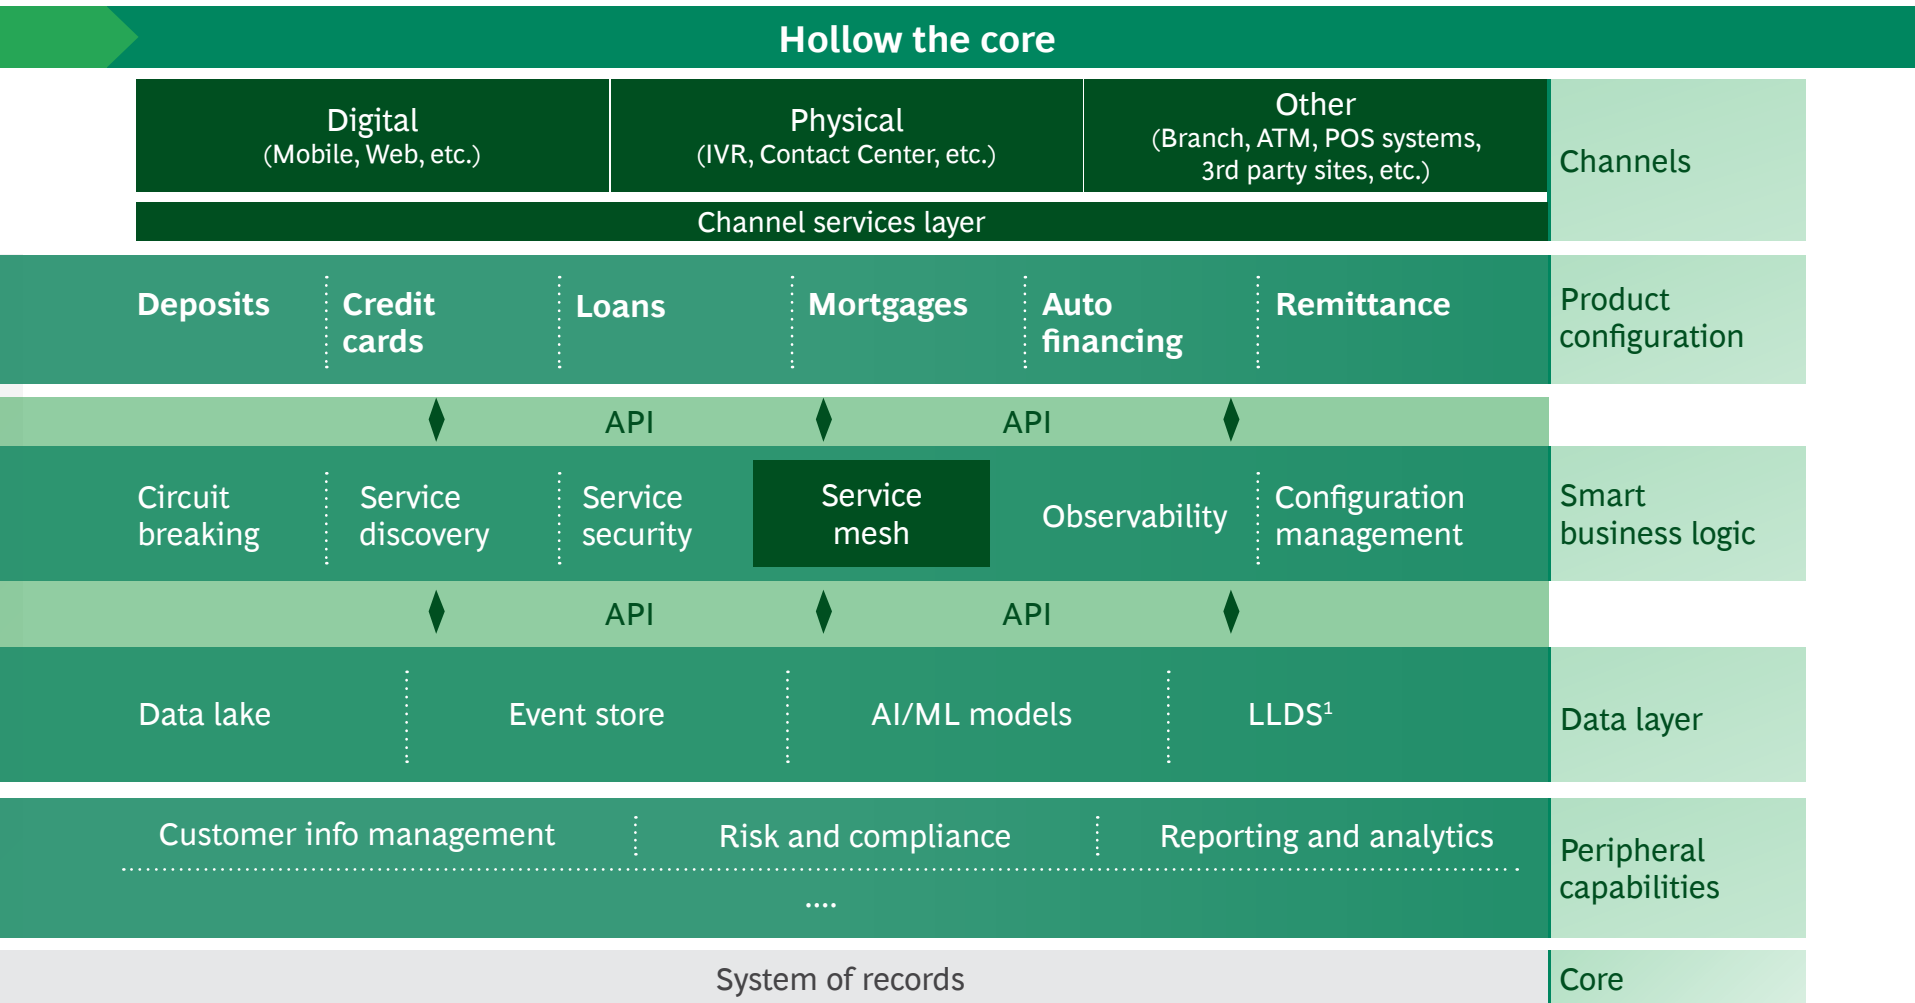 Hollow the core
Digital
(Mobile, Web, etc.)
Physical
(IVR, Contact Center, etc.)
Other
(Branch, ATM, POS systems,
3rd party sites, etc.)
Channels
Channel services layer
Deposits
Credit
cards
Loans
Mortgages
Auto
financing
Remittance
Product
configuration
API
API
Circuit
breaking
Service
discovery
Service
security
Service
mesh
Observability
Configuration
management
Smart
business logic
API
API
Data lake
Event store
AI/ML models
LLDS¹
Data layer
Customer info management
Risk and compliance
Reporting and analytics
....
Peripheral
capabilities
System of records
Core